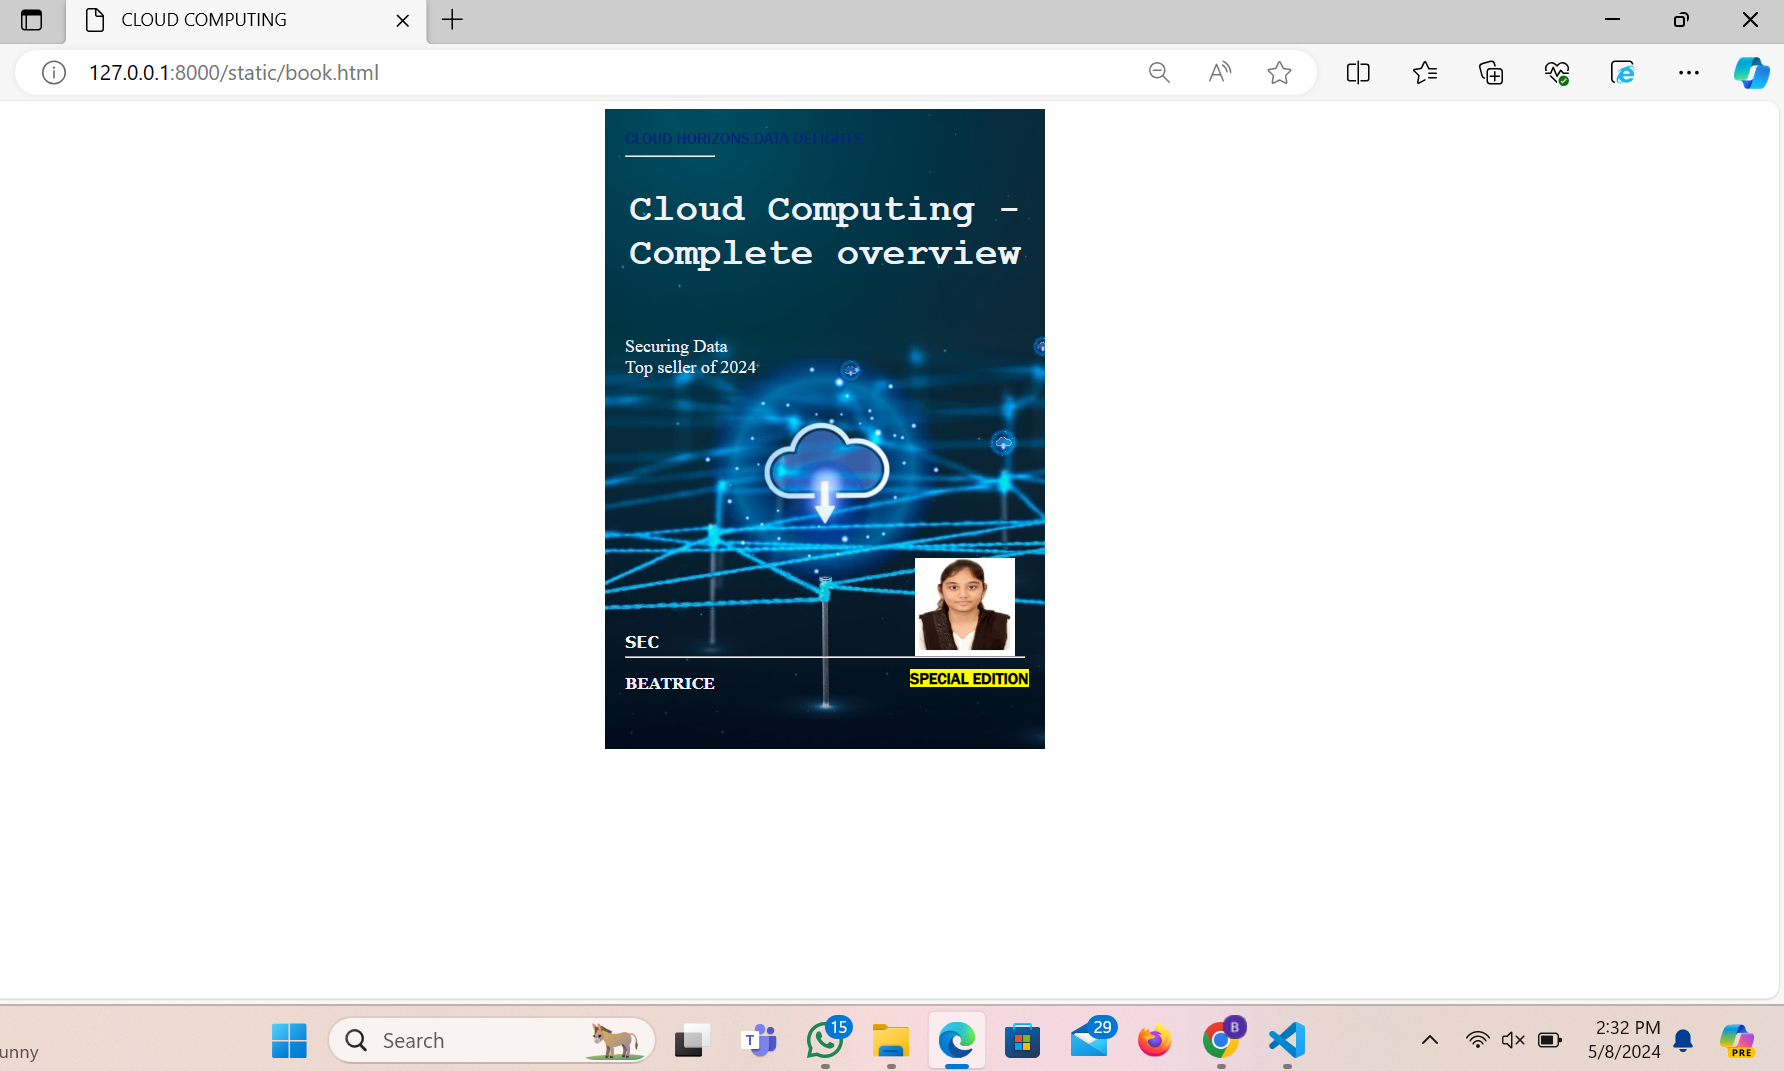 CLOUD COMPUTING
127.0.0.1:8000/static/book.html
CLOUD HORIZONS.DATA DELIGHTS
Cloud Computing -
Complete overview
Securing Data
Top seller of 2024
SEC
BEATRICE
SPECIAL EDITION
unny
Search
T
15
29
B
2:32 PM
5/8/2024
PRE